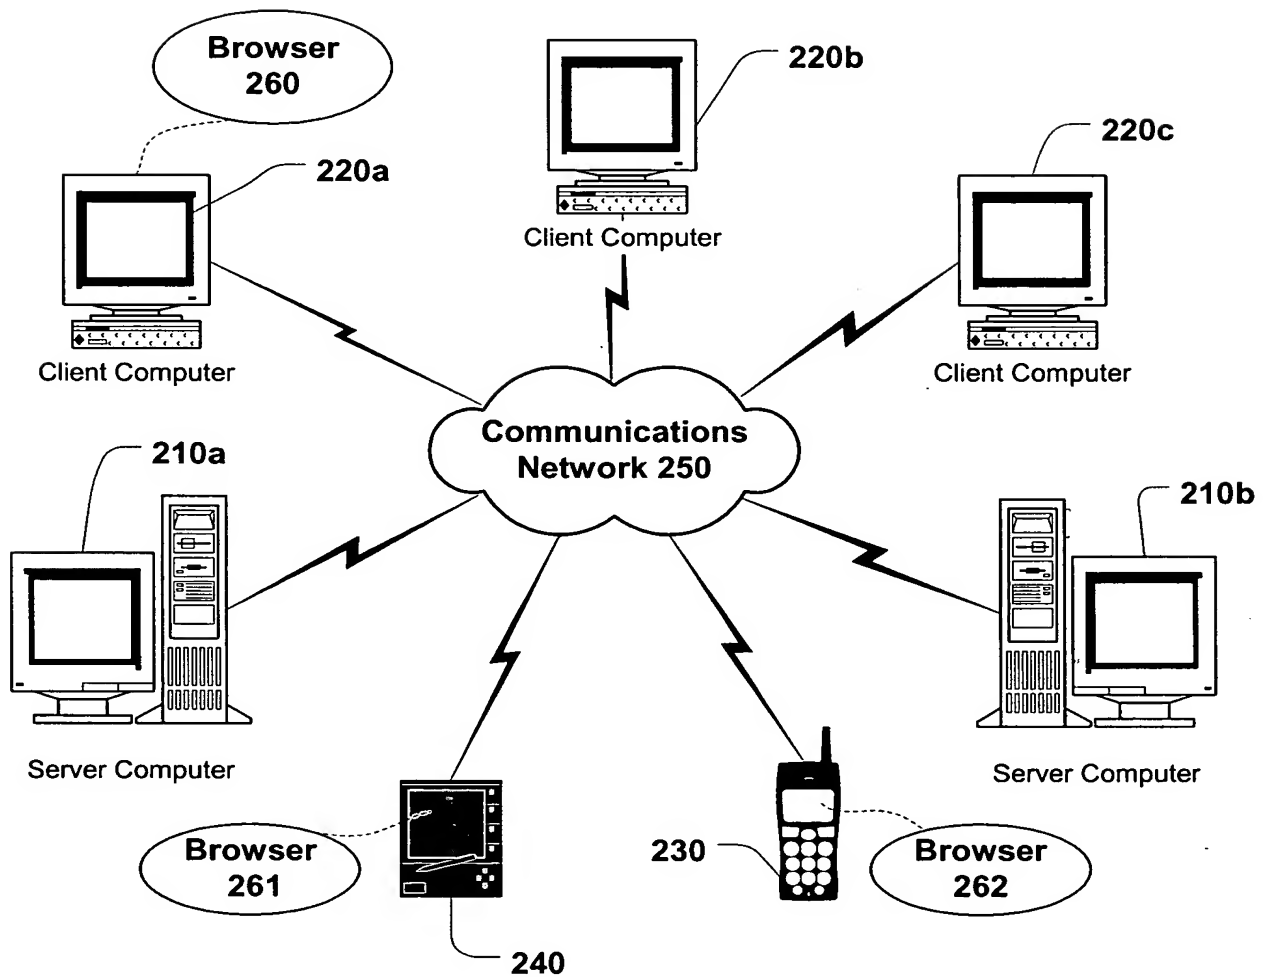 Browser
260
220a
Client Computer
220b
Client Computer
220c
Client Computer
Communications
Network 250
210a
Server Computer
210b
Server Computer
Browser
261
240
230
Browser
262